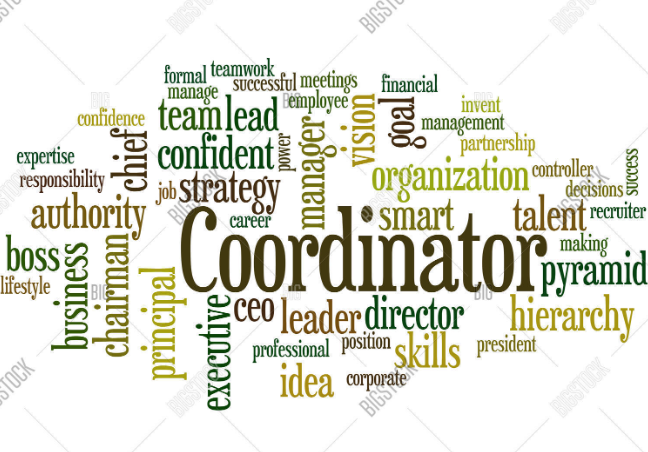 formal
teamwork
manage
successful
meetings
financial
employee
confidence
team
lead
vision
goal
invent
management
partnership
chief
confident
power
manager
expertise
responsibility
job
strategy
organization
controller
decisions
success
authority
career
smart
talent
recruiter
Coordinator
making
boss
business
chairman
lifestyle
principal
executive
ceo
leader
director
pyramid
hierarchy
professional
position
skills
president
idea
corporate
BIGSTOCK
BIG